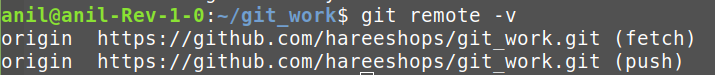 anil@anil-Rev-1-0:~/git_work$ git remote -v
origin  https://github.com/hareeshops/git_work.git (fetch)
origin  https://github.com/hareeshops/git_work.git (push)